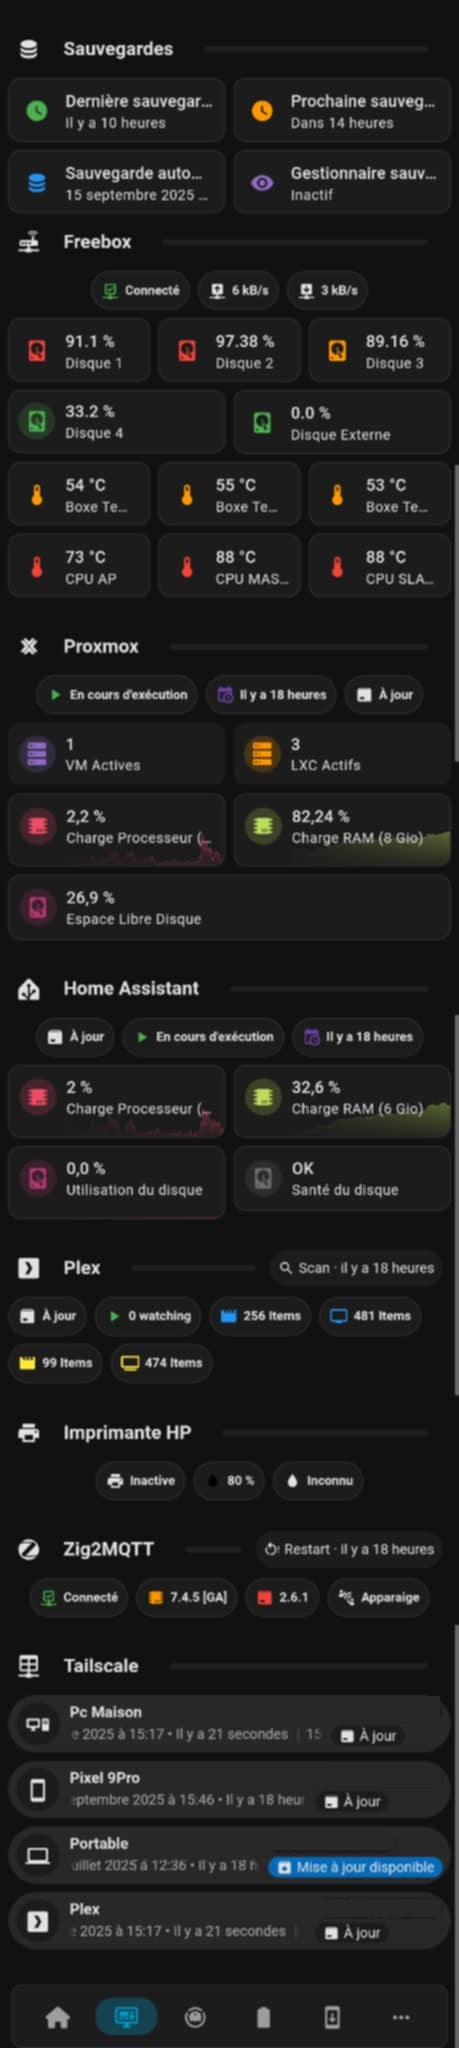 Sauvegardes
Dernière sauvegar...
Il y a 10 heures
Prochaine sauveg...
Dans 14 heures
Sauvegarde auto...
15 septembre 2025 ...
Gestionnaire sauv...
Inactif
Freebox
Connecté
6 kB/s
3 kB/s
91.1 %
Disque 1
97.38 %
Disque 2
89.16 %
Disque 3
33.2 %
Disque 4
0.0 %
Disque Externe
54 °C
Boxe Te...
55 °C
Boxe Te...
53 °C
Boxe Te...
73 °C
CPU AP
88 °C
CPU MAS...
88 °C
CPU SLA...
Proxmox
En cours d'exécution
Il y a 18 heures
À jour
1
VM Actives
3
LXC Actifs
2,2 %
Charge Processeur (...
82,24 %
Charge RAM (8 Gio)
26,9 %
Espace Libre Disque
Home Assistant
À jour
En cours d'exécution
Il y a 18 heures
2 %
Charge Processeur (...
32,6 %
Charge RAM (6 Gio)
0,0 %
Utilisation du disque
OK
Santé du disque
Plex
Scan · il y a 18 heures
À jour
0 watching
256 Items
481 Items
99 Items
474 Items
Imprimante HP
Inactive
80 %
Inconnu
Zig2MQTT
Restart · il y a 18 heures
Connecté
7.4.5 [GA]
2.6.1
Apparaige
Tailscale
Pc Maison
e 2025 à 15:17 • Il y a 21 secondes | 15
À jour
Pixel 9Pro
eptembre 2025 à 15:46 • Il y a 18 heur
À jour
Portable
uillet 2025 à 12:36 • Il y a 18 h
Mise à jour disponible
Plex
e 2025 à 15:17 • Il y a 21 secondes |
À jour